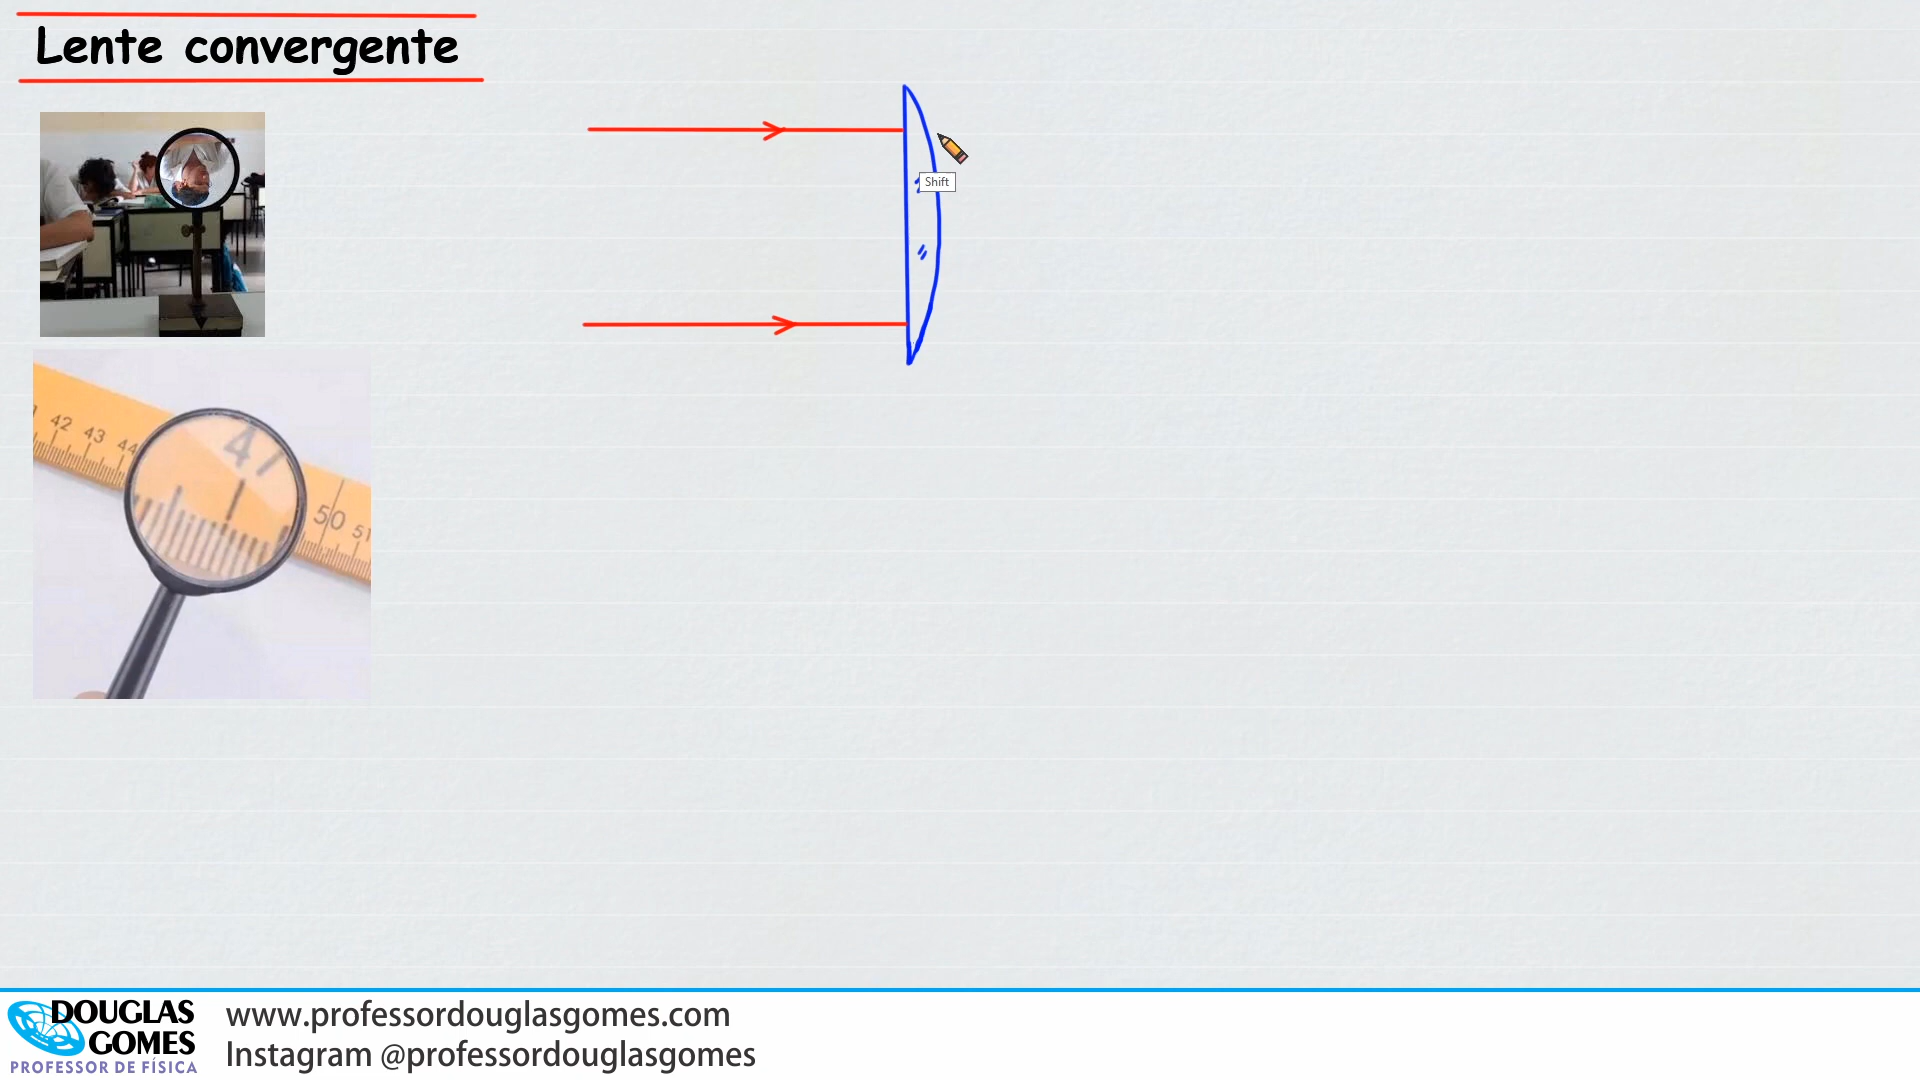 Lente convergente
Shift
42 43 44 47 50 51
DOUGLAS
GOMES
PROFESSOR DE FÍSICA
www.professordouglasgomes.com
Instagram @professordouglasgomes